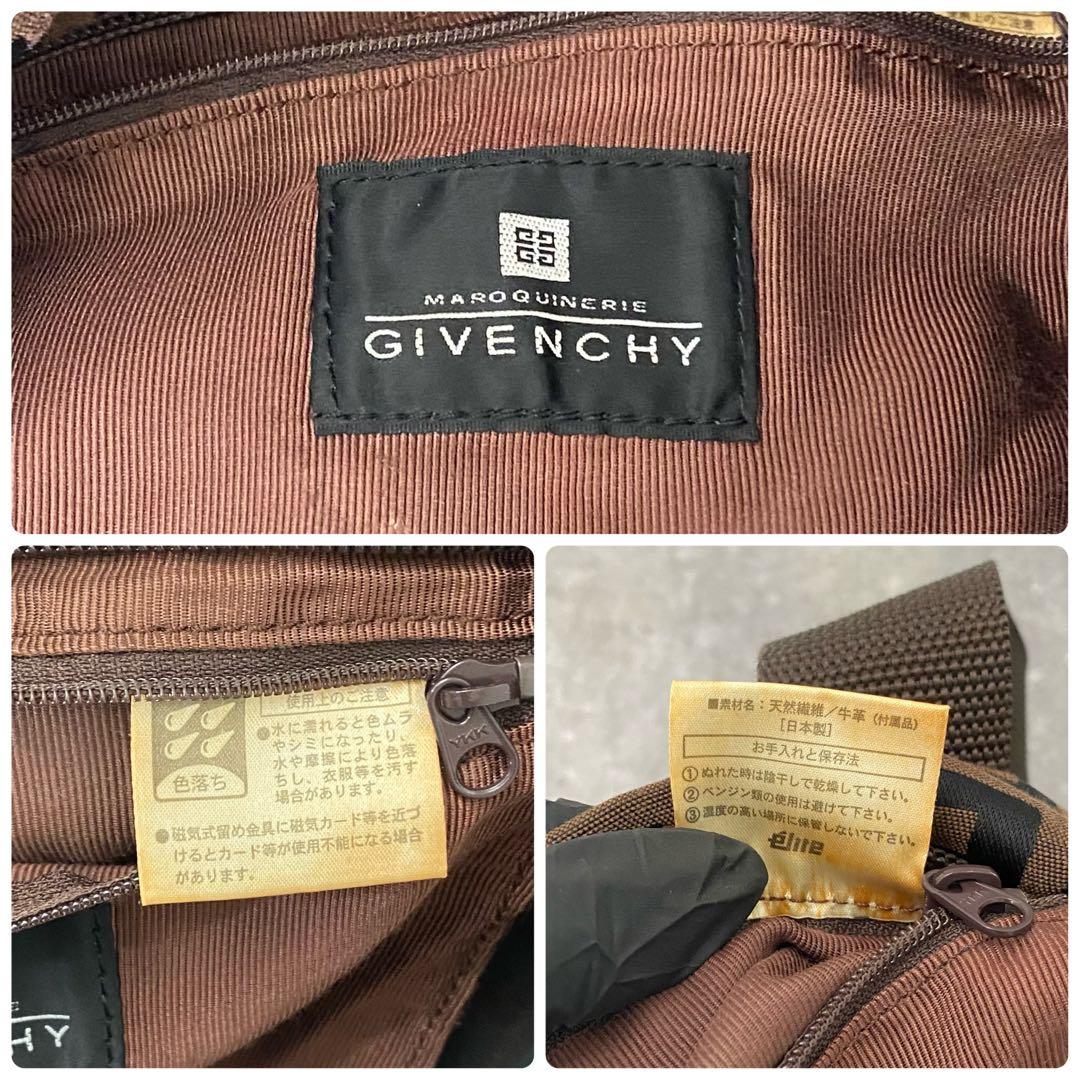 上のご注意
MAROQUINERIE
GIVENCHY
使用上のご注意
●水に濡れると色ムラ
やシミになったり、
水や摩擦により色落
ちし、衣服等を汚す
場合があります。
色落ち
●磁気式留め金具に磁気カード等を近づ
けるとカード等が使用不能になる場合
があります。
YKK
HY
■素材名：天然繊維／牛革（付属品）
［日本製］
お手入れと保存法
①ぬれた時は陰干しで乾燥して下さい。
②ベンジン類の使用は避けて下さい。
③温度の高い場所に保管しないで下さい。